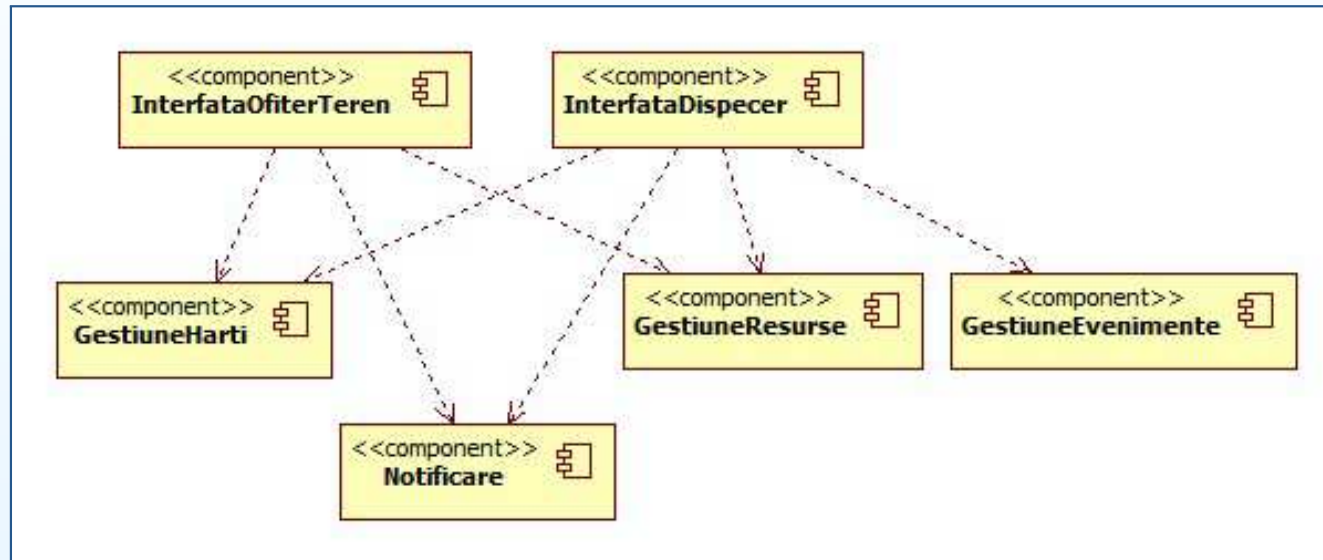 <<component>>
InterfataOfiterTeren
<<component>>
InterfataDispecer
<<component>>
GestiuneHarti
<<component>>
GestiuneResurse
<<component>>
GestiuneEvenimente
<<component>>
Notificare